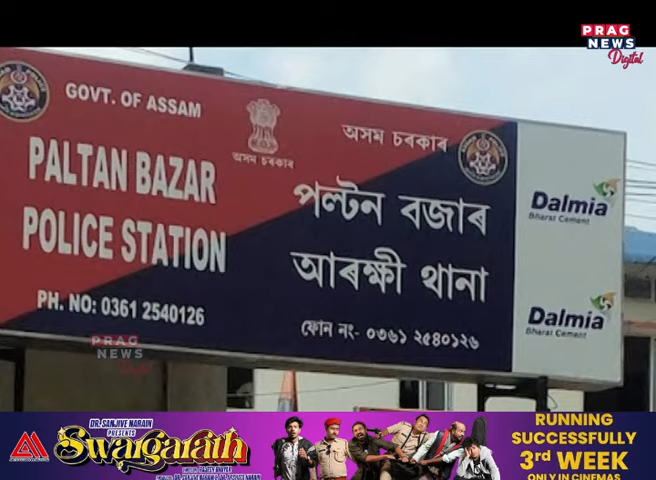 PRAG
NEWS
Digital
GOVT. OF ASSAM
PALTAN BAZAR
POLICE STATION
PH. NO: 0361 2540126
অসম চৰকাৰ
অসম চৰকাৰ
পল্টন বজাৰ
আৰক্ষী থানা
ফোন নং- ০৩৬১ ২৫৪০১২৬
Dalmia
Bharat Cement
Dalmia
Bharat Cement
PRAG
NEWS
DR. SANJIVE NARAIN
PRESENTS
Swargarath
RUNNING
SUCCESSFULLY
3rd WEEK
ONLY IN CINEMAS